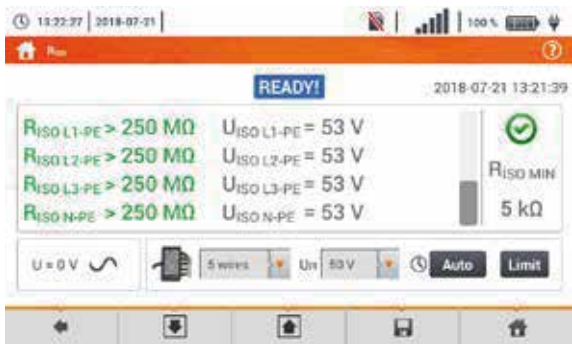 13:22:27 2018-07-21 100 %
RISO
READY! 2018-07-21 13:21:39
RISO L1-PE > 250 MΩ UISO L1-PE = 53 V
RISO L2-PE > 250 MΩ UISO L2-PE = 53 V
RISO L3-PE > 250 MΩ UISO L3-PE = 53 V
RISO N-PE > 250 MΩ UISO N-PE = 53 V
RISO MIN
5 kΩ
U = 0 V 5 wires Un 53 V Auto Limit